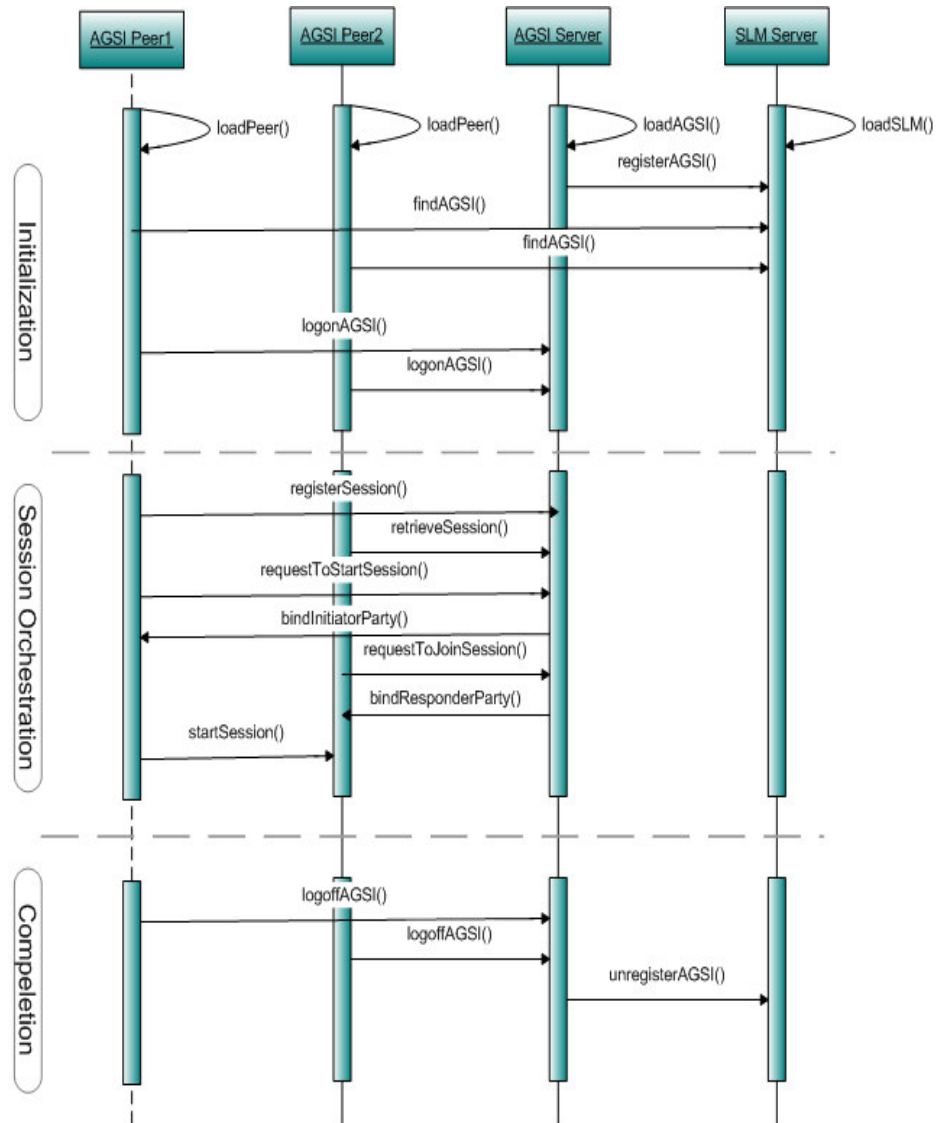 AGSI Peer1
AGSI Peer2
AGSI Server
SLM Server
loadPeer()
loadPeer()
loadAGSI()
loadSLM()
registerAGSI()
findAGSI()
findAGSI()
Initialization
logonAGSI()
logonAGSI()
registerSession()
retrieveSession()
requestToStartSession()
bindInitiatorParty()
requestToJoinSession()
bindResponderParty()
startSession()
Session Orchestration
logoffAGSI()
logoffAGSI()
unregisterAGSI()
Compeletion